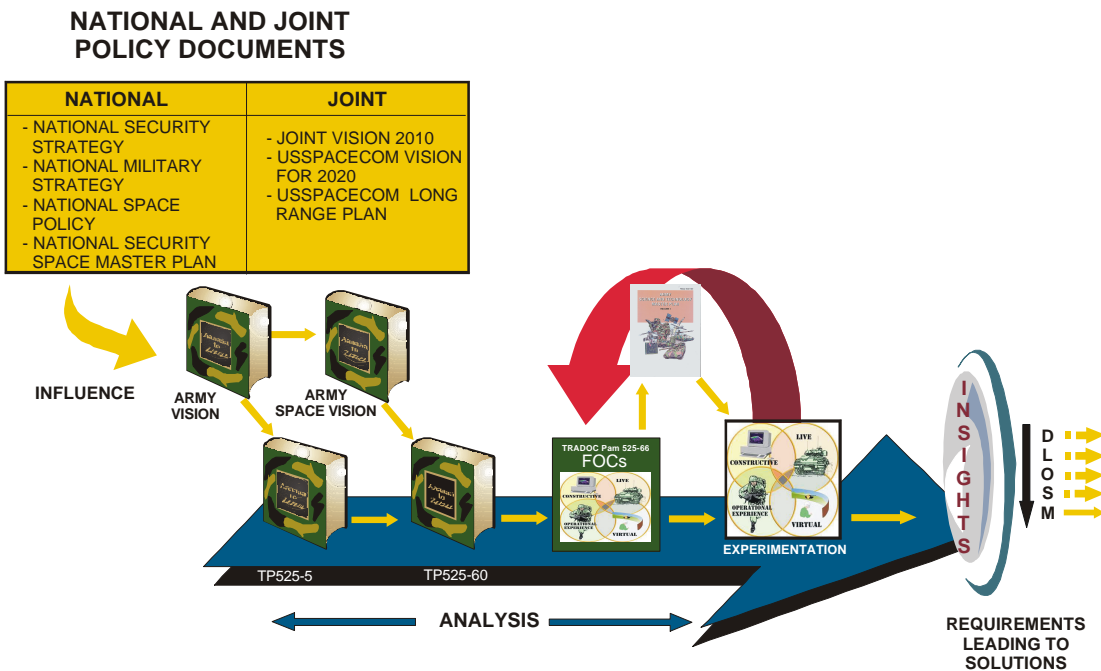 NATIONAL AND JOINT
POLICY DOCUMENTS
NATIONAL
- NATIONAL SECURITY
STRATEGY
- NATIONAL MILITARY
STRATEGY
- NATIONAL SPACE
POLICY
- NATIONAL SECURITY
SPACE MASTER PLAN
JOINT
- JOINT VISION 2010
- USSPACECOM VISION
FOR 2020
- USSPACECOM LONG
RANGE PLAN
INFLUENCE
ARMY
VISION
ARMY
SPACE VISION
TRADOC Pam 525-66
FOCs
CONSTRUCTIVE
LIVE
OPERATIONAL
EXPERIENCE
VIRTUAL
CONSTRUCTIVE
LIVE
OPERATIONAL
EXPERIENCE
VIRTUAL
EXPERIMENTATION
TP525-5
TP525-60
ANALYSIS
INSIGHTS
D
L
O
S
M
REQUIREMENTS
LEADING TO
SOLUTIONS